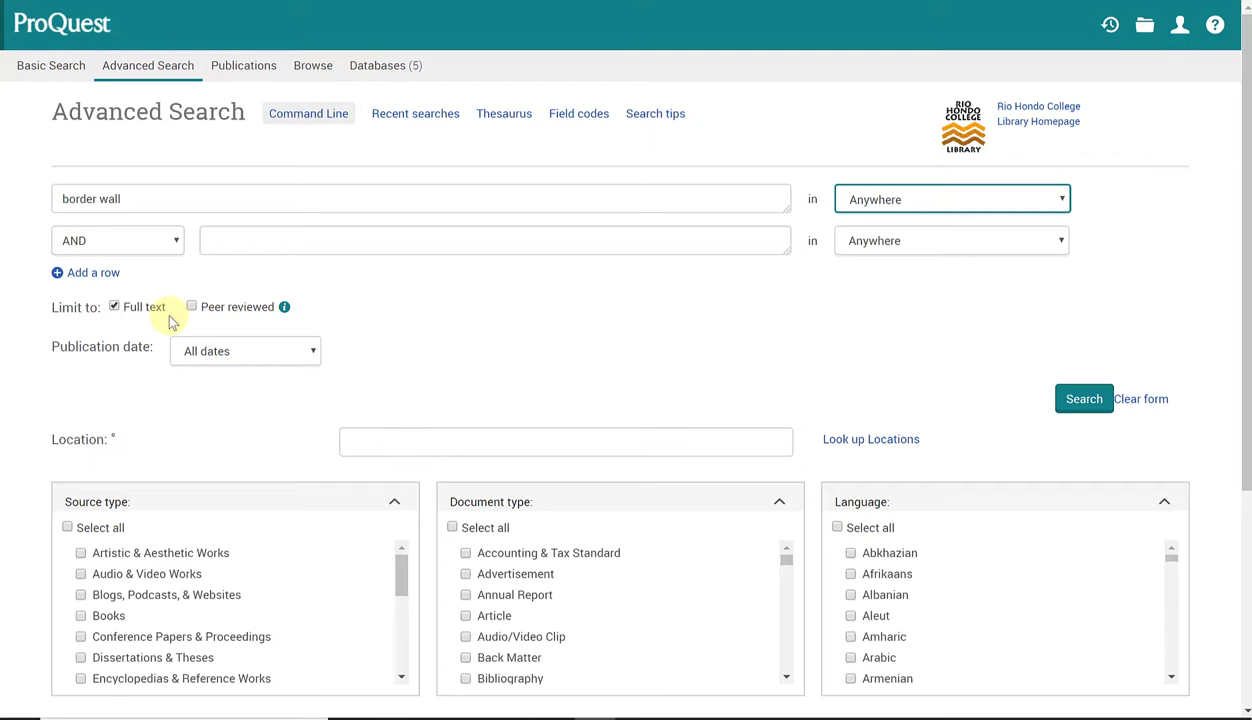 ProQuest
Basic Search Advanced Search Publications Browse Databases (5)
Advanced Search Command Line Recent searches Thesaurus Field codes Search tips
RIO HONDO COLLEGE LIBRARY
Rio Hondo College
Library Homepage
border wall in Anywhere
AND in Anywhere
Add a row
Limit to: Full text Peer reviewed
Publication date: All dates
Search Clear form
Location: Look up Locations
Source type: Document type: Language:
Select all Select all Select all
Artistic & Aesthetic Works Accounting & Tax Standard Abkhazian
Audio & Video Works Advertisement Afrikaans
Blogs, Podcasts, & Websites Annual Report Albanian
Books Article Aleut
Conference Papers & Proceedings Audio/Video Clip Amharic
Dissertations & Theses Back Matter Arabic
Encyclopedias & Reference Works Bibliography Armenian